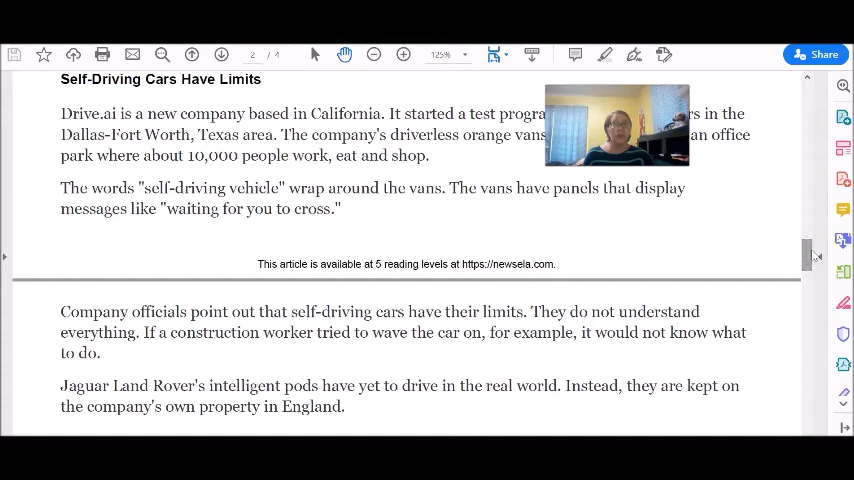 2 / 4
125%
Share
Self-Driving Cars Have Limits
Drive.ai is a new company based in California. It started a test progra rs in the
Dallas-Fort Worth, Texas area. The company's driverless orange vans an office
park where about 10,000 people work, eat and shop.
The words "self-driving vehicle" wrap around the vans. The vans have panels that display
messages like "waiting for you to cross."
This article is available at 5 reading levels at https://newsela.com.
Company officials point out that self-driving cars have their limits. They do not understand
everything. If a construction worker tried to wave the car on, for example, it would not know what
to do.
Jaguar Land Rover's intelligent pods have yet to drive in the real world. Instead, they are kept on
the company's own property in England.